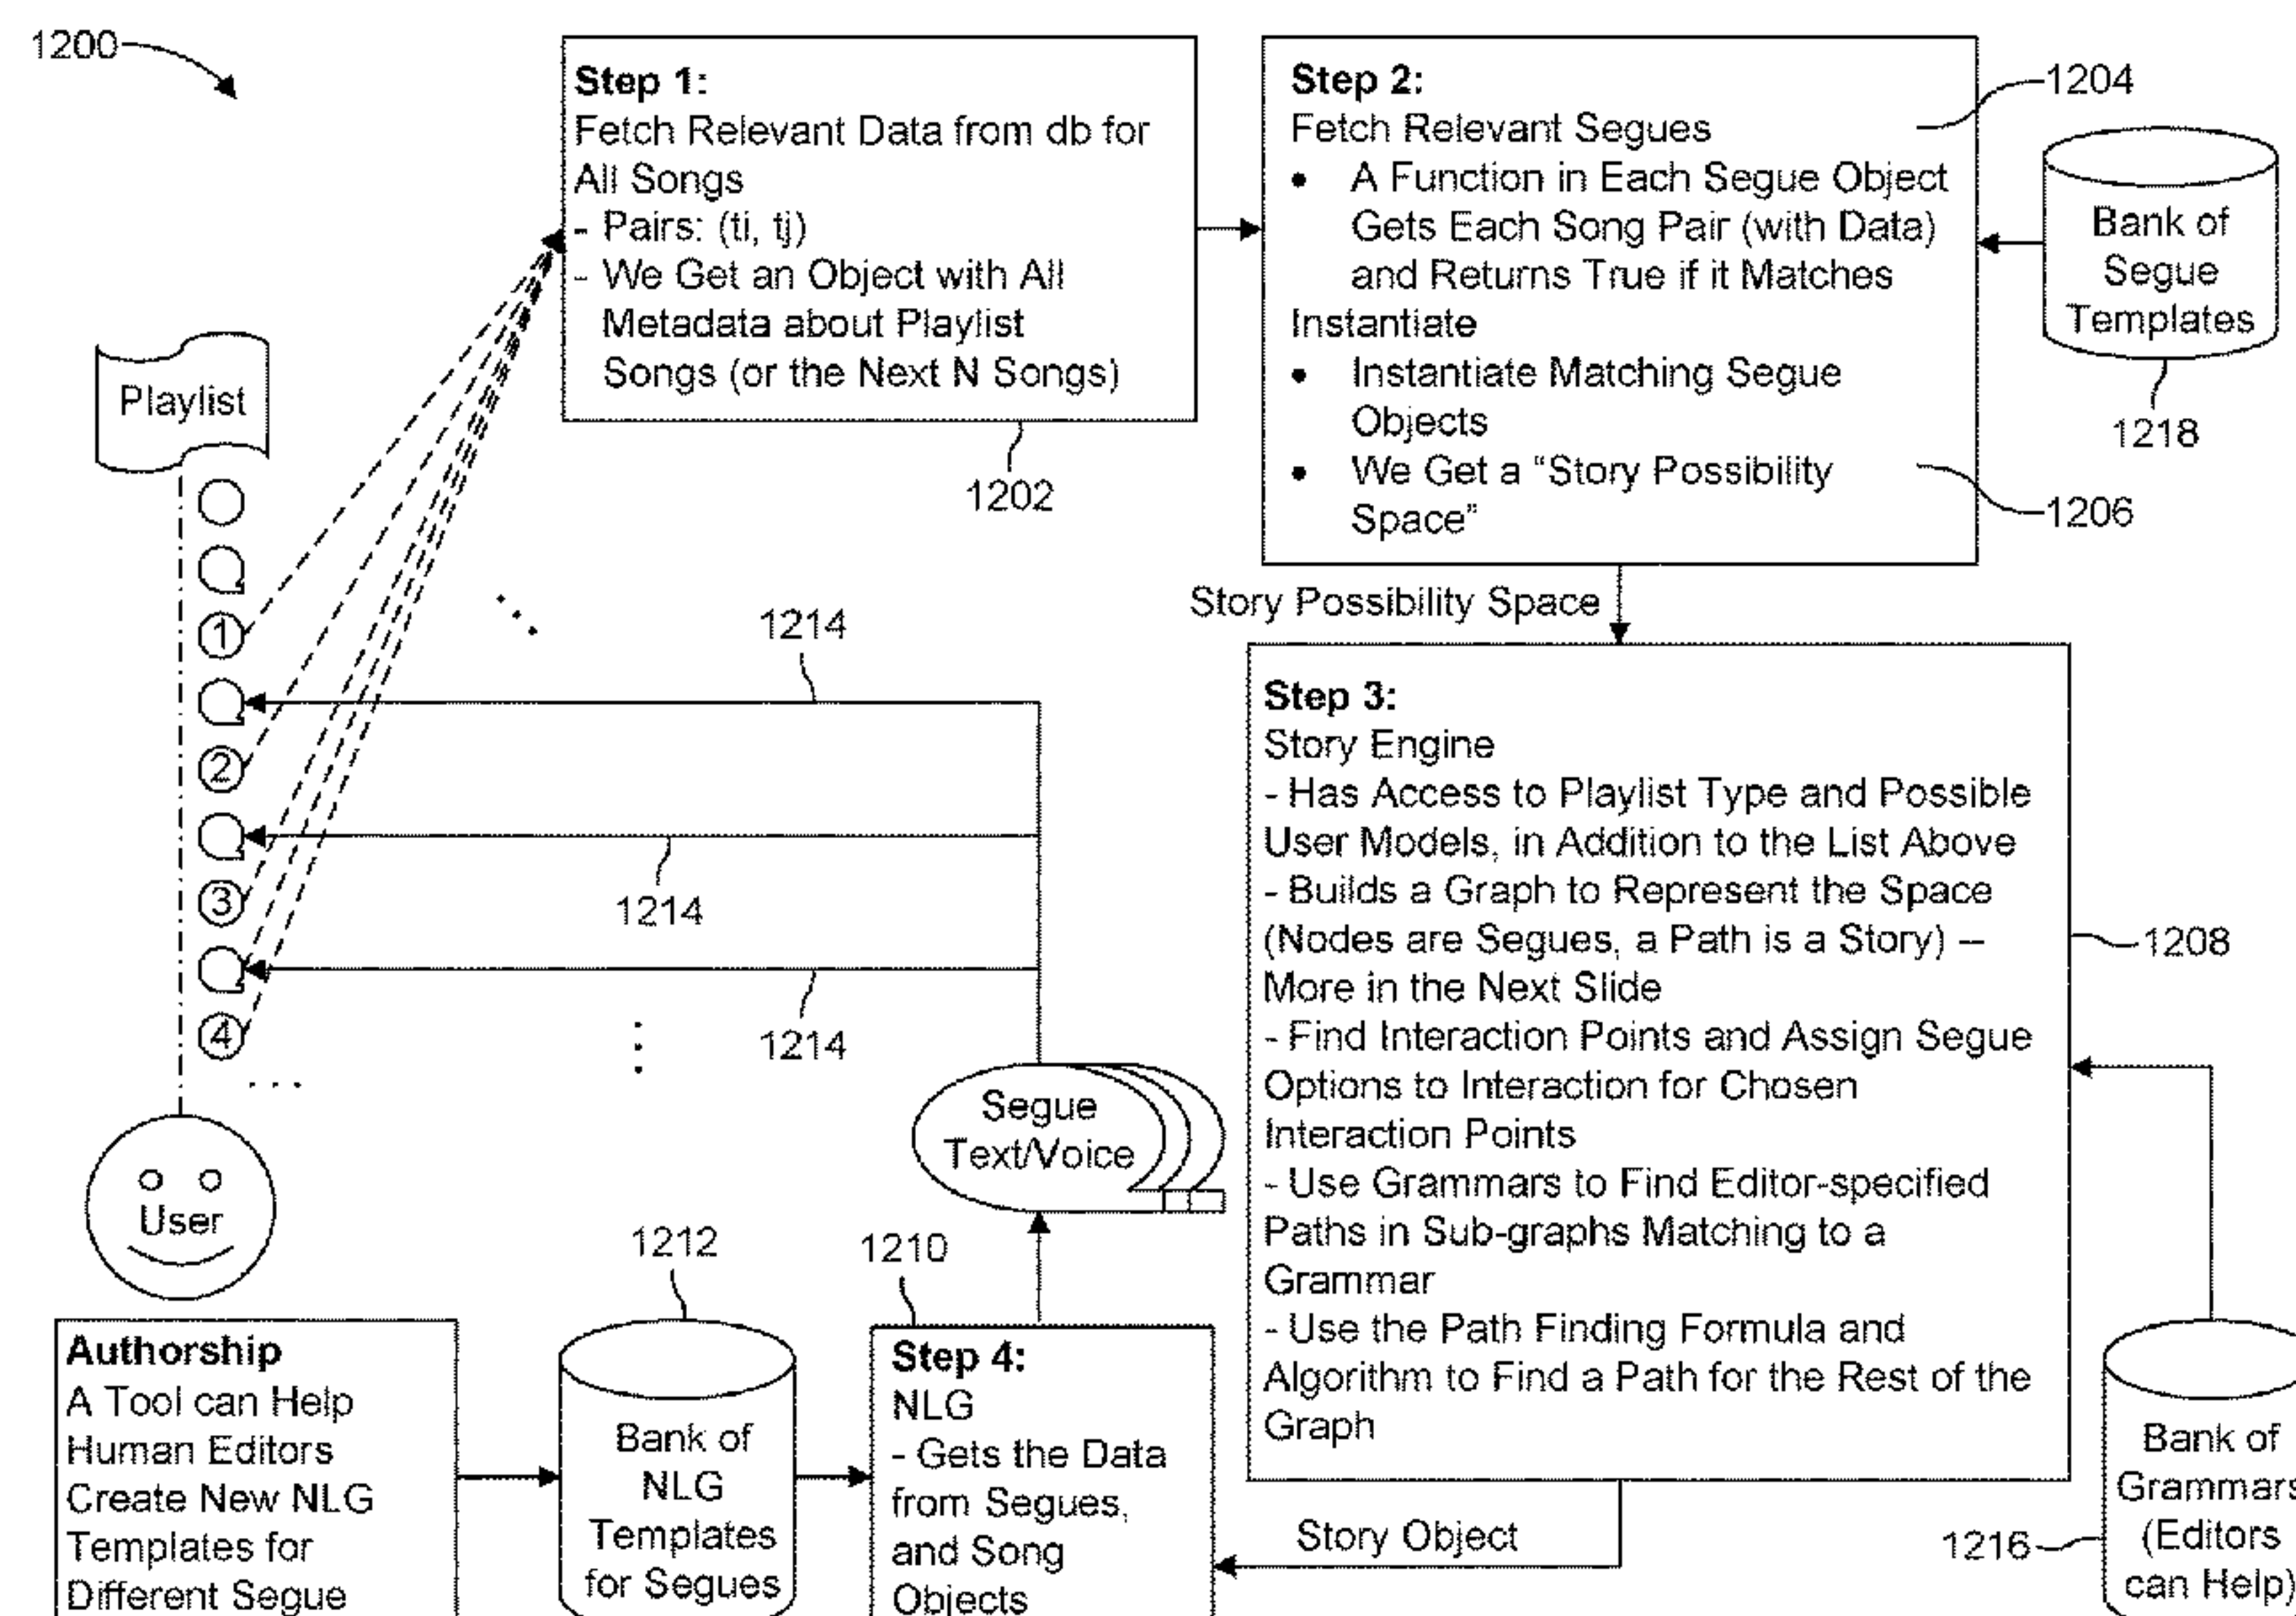 1200
Step 1:
Fetch Relevant Data from db for
All Songs
- Pairs: (ti, tj)
- We Get an Object with All
Metadata about Playlist
Songs (or the Next N Songs)
1202
Step 2:
Fetch Relevant Segues
• A Function in Each Segue Object
Gets Each Song Pair (with Data)
and Returns True if it Matches
Instantiate
• Instantiate Matching Segue
Objects
• We Get a “Story Possibility
Space”
1204
1206
Bank of
Segue
Templates
1218
Playlist
1
2
3
4
. . .
User
1214
1214
1214
Story Possibility Space
Step 3:
Story Engine
- Has Access to Playlist Type and Possible
User Models, in Addition to the List Above
- Builds a Graph to Represent the Space
(Nodes are Segues, a Path is a Story) –
More in the Next Slide
- Find Interaction Points and Assign Segue
Options to Interaction for Chosen
Interaction Points
- Use Grammars to Find Editor-specified
Paths in Sub-graphs Matching to a
Grammar
- Use the Path Finding Formula and
Algorithm to Find a Path for the Rest of the
Graph
1208
Segue
Text/Voice
Authorship
A Tool can Help
Human Editors
Create New NLG
Templates for
Different Segue
1212
Bank of
NLG
Templates
for Segues
1210
Step 4:
NLG
- Gets the Data
from Segues,
and Song
Objects
Story Object
1216
Bank of
Grammars
(Editors
can Help)